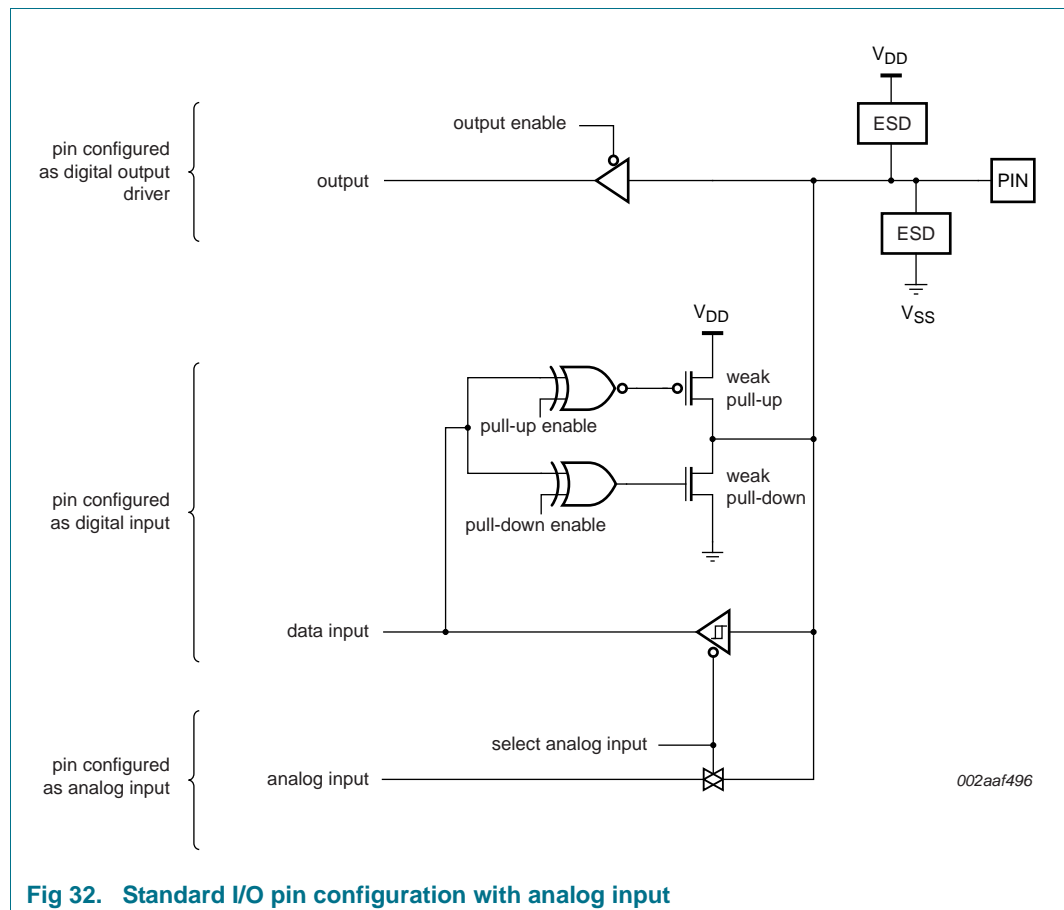 VDD
ESD
output enable
pin configured
as digital output
driver
output
PIN
ESD
VSS
VDD
weak
pull-up
pull-up enable
weak
pull-down
pull-down enable
pin configured
as digital input
data input
select analog input
pin configured
as analog input
analog input
002aaf496
Fig 32. Standard I/O pin configuration with analog input